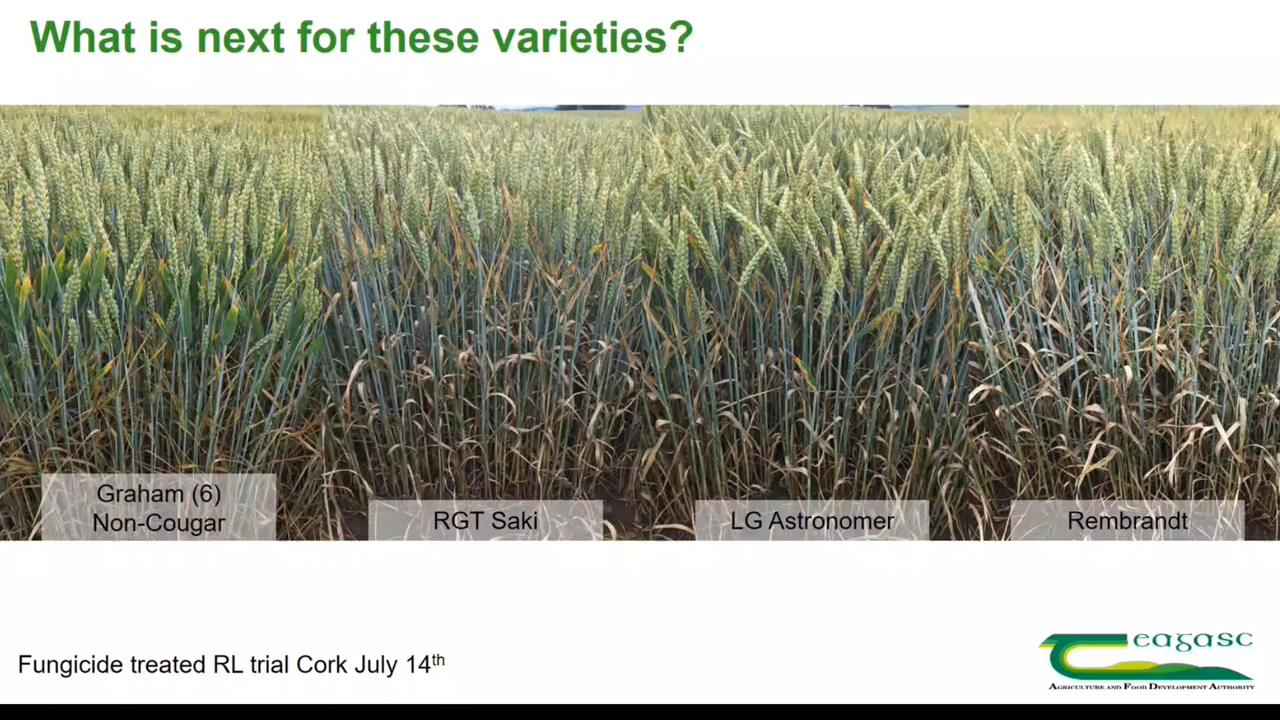 What is next for these varieties?
Graham (6)
Non-Cougar
RGT Saki
LG Astronomer
Rembrandt
Fungicide treated RL trial Cork July 14th
Teagasc
AGRICULTURE AND FOOD DEVELOPMENT AUTHORITY